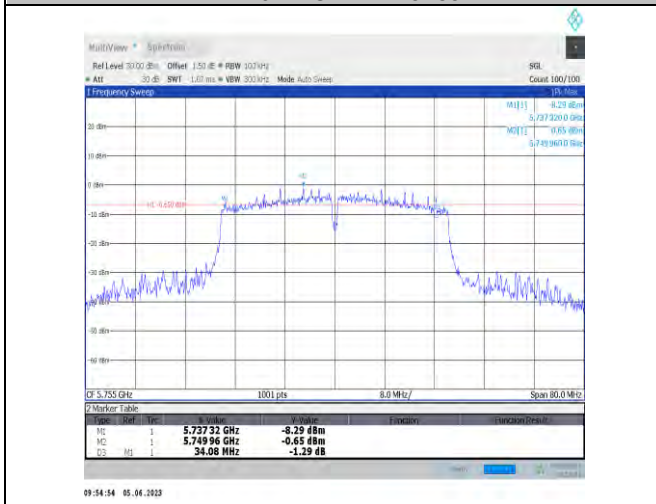 MultiView Spectrum
Ref Level 30.00 dBm Offset 1.50 dB RBW 100 kHz SGL
Att 30 dB SWT 1.07 ms VBW 300 kHz Mode Auto Sweep Count 100/100
1 Frequency Sweep 1Pk Max
M1[1] -8.29 dBm
5.737320 0 GHz
M2[1] -0.65 dBm
5.749960 0 GHz
20 dBm
10 dBm
0 dBm
H1 -6.650 dBm
-10 dBm
-20 dBm
-30 dBm
-50 dBm
-60 dBm
CF 5.755 GHz 1001 pts 8.0 MHz/ Span 80.0 MHz
2 Marker Table
Type Ref Trc X-Value Y-Value Function Function Result
M1 1 5.737 32 GHz -8.29 dBm
M2 1 5.749 96 GHz -0.65 dBm
D3 M1 1 34.08 MHz -1.29 dB
09:54:54 05.06.2023